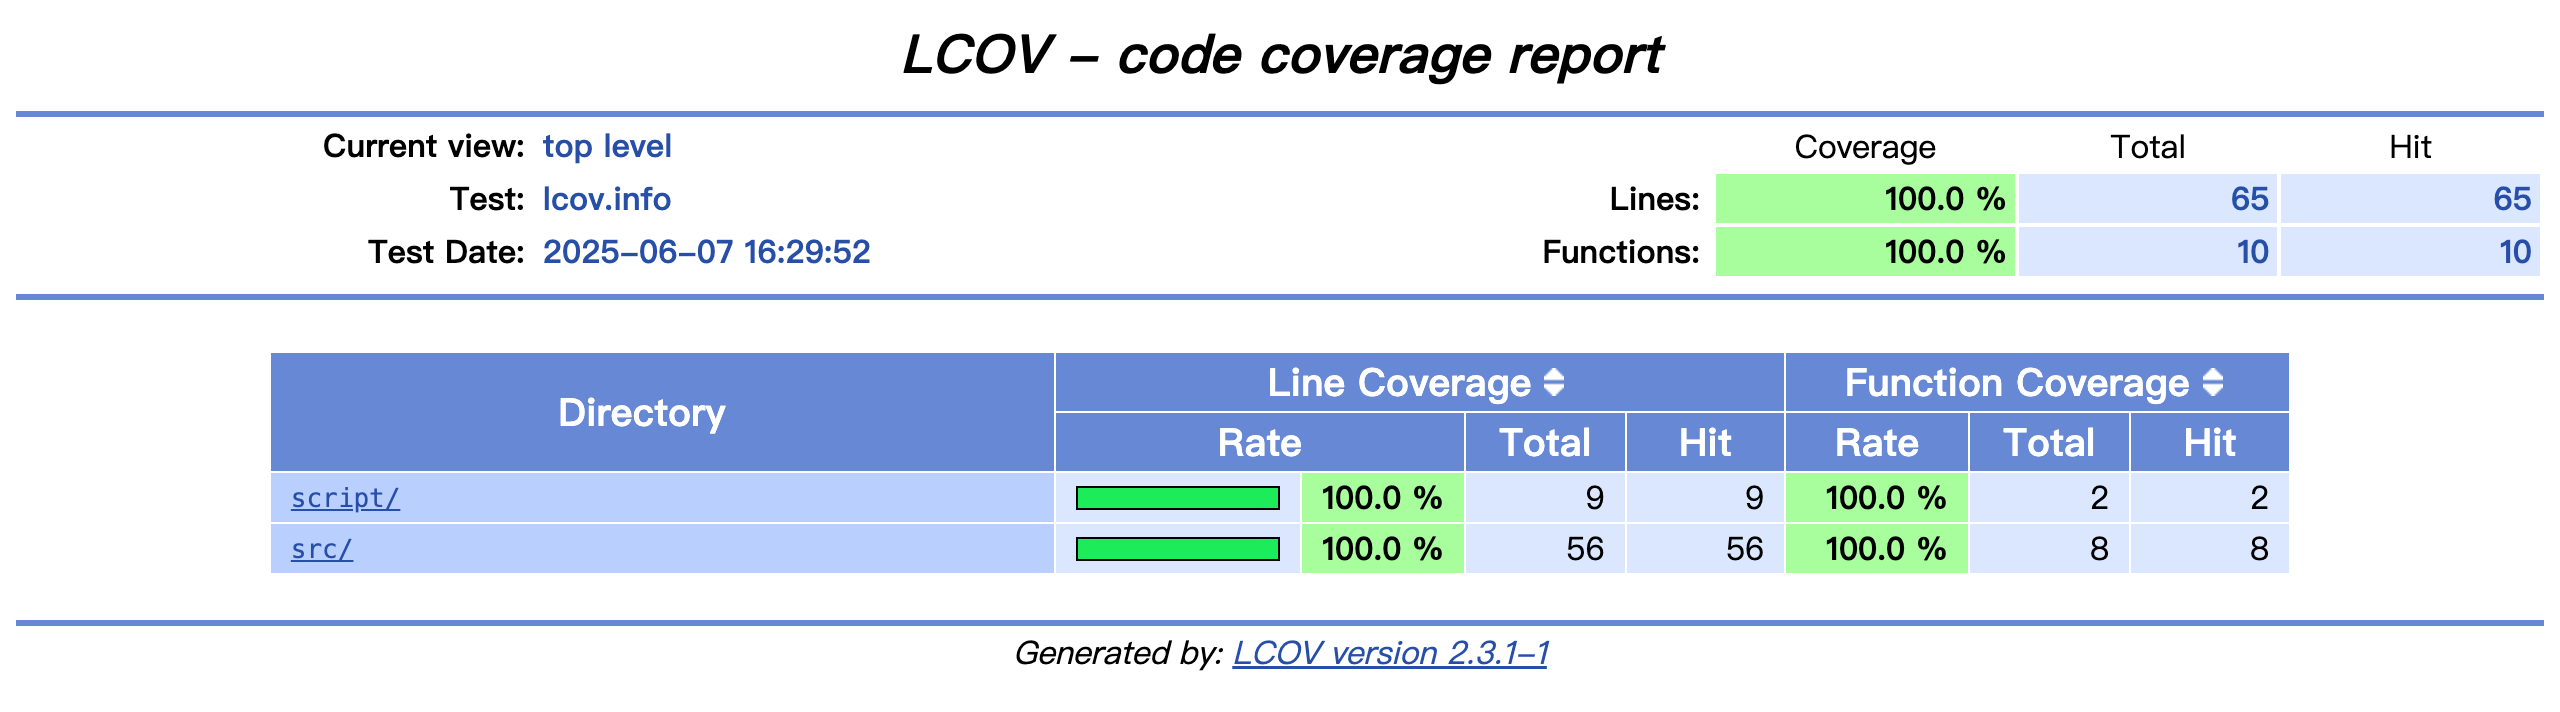 LCOV – code coverage report
Current view: top level Coverage Total Hit
Test: lcov.info Lines: 100.0 % 65 65
Test Date: 2025–06–07 16:29:52 Functions: 100.0 % 10 10
Directory Line Coverage Function Coverage
Rate Total Hit Rate Total Hit
script/ 100.0 % 9 9 100.0 % 2 2
src/ 100.0 % 56 56 100.0 % 8 8
Generated by: LCOV version 2.3.1–1